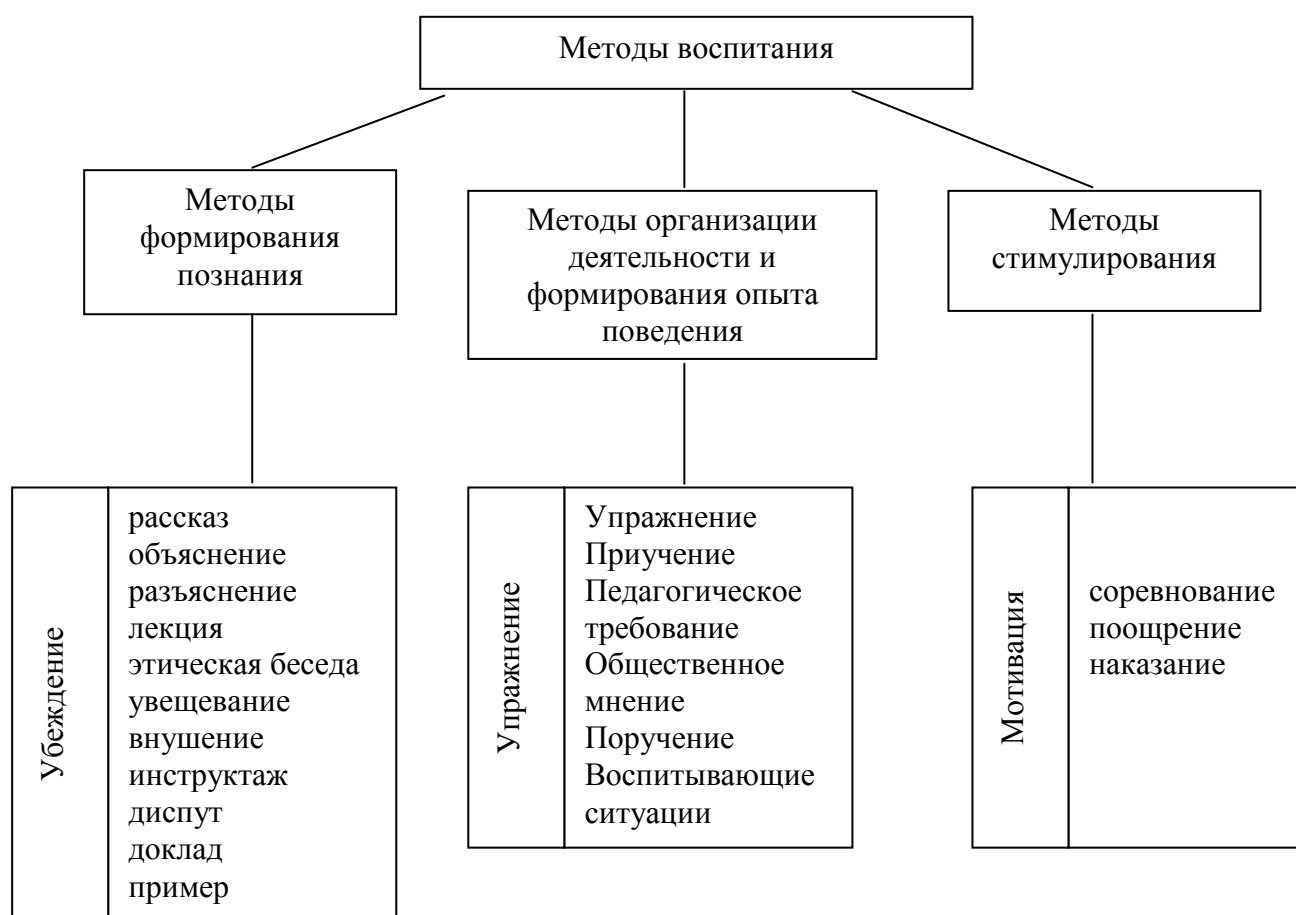 Методы воспитания
Методы
формирования
познания
Методы организации
деятельности и
формирования опыта
поведения
Методы
стимулирования
Убеждение
рассказ
объяснение
разъяснение
лекция
этическая беседа
увещевание
внушение
инструктаж
диспут
доклад
пример
Упражнение
Упражнение
Приучение
Педагогическое
требование
Общественное
мнение
Поручение
Воспитывающие
ситуации
Мотивация
соревнование
поощрение
наказание